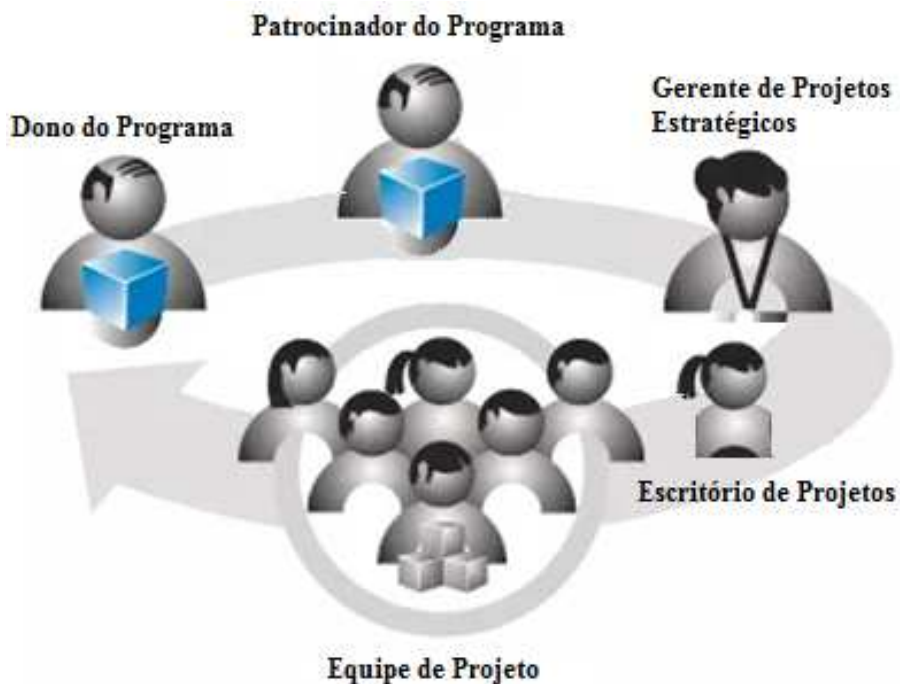 Patrocinador do Programa
Dono do Programa
Gerente de Projetos
Estratégicos
Escritório de Projetos
Equipe de Projeto